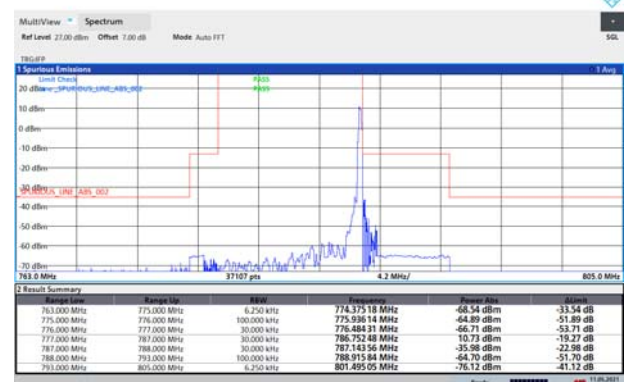 MultiView Spectrum
Ref Level 27.00 dBm Offset 7.00 dB Mode Auto FFT
SGL
TRG:IFP
1 Spurious Emissions 1 Avg
Limit Check PASS
20 dBm _SPURIOUS_LINE_ABS_002 PASS
10 dBm
0 dBm
-10 dBm
-20 dBm
-30 dBm
_SPURIOUS_LINE_ABS_002
-40 dBm
-50 dBm
-60 dBm
-70 dBm
763.0 MHz 37107 pts 4.2 MHz/ 805.0 MHz
2 Result Summary
Range Low Range Up RBW Frequency Power Abs ΔLimit
763.000 MHz 775.000 MHz 6.250 kHz 774.37518 MHz -68.54 dBm -33.54 dB
775.000 MHz 776.000 MHz 100.000 kHz 775.93614 MHz -64.89 dBm -51.89 dB
776.000 MHz 777.000 MHz 30.000 kHz 776.48431 MHz -66.71 dBm -53.71 dB
777.000 MHz 787.000 MHz 30.000 kHz 786.75248 MHz 10.73 dBm -19.27 dB
787.000 MHz 788.000 MHz 30.000 kHz 787.14356 MHz -35.98 dBm -22.98 dB
788.000 MHz 793.000 MHz 100.000 kHz 788.91584 MHz -64.70 dBm -51.70 dB
793.000 MHz 805.000 MHz 6.250 kHz 801.49505 MHz -76.12 dBm -41.12 dB
11.05.2021